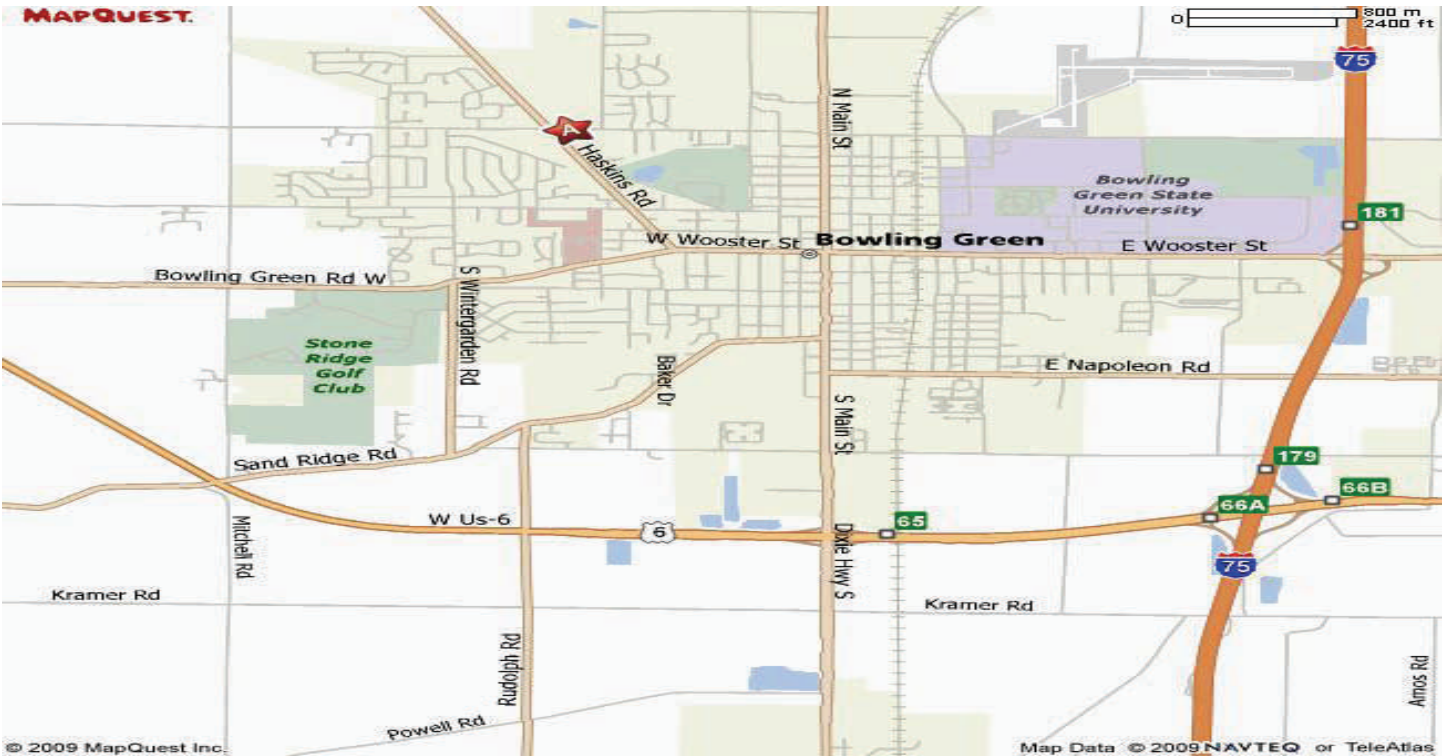 MAPQUEST.
0
800 m
2400 ft
75
N Main St
A
Haskins Rd
Bowling
Green State
University
181
W Wooster St
Bowling Green
E Wooster St
Bowling Green Rd W
S Wintergarden Rd
Stone
Ridge
Golf
Club
Baker Dr
E Napoleon Rd
S Main St
Sand Ridge Rd
179
66B
66A
W Us-6
6
65
Mitchell Rd
Dixie Hwy S
75
Kramer Rd
Kramer Rd
Rudolph Rd
Amos Rd
Powell Rd
© 2009 MapQuest Inc.
Map Data © 2009 NAVTEQ or TeleAtlas